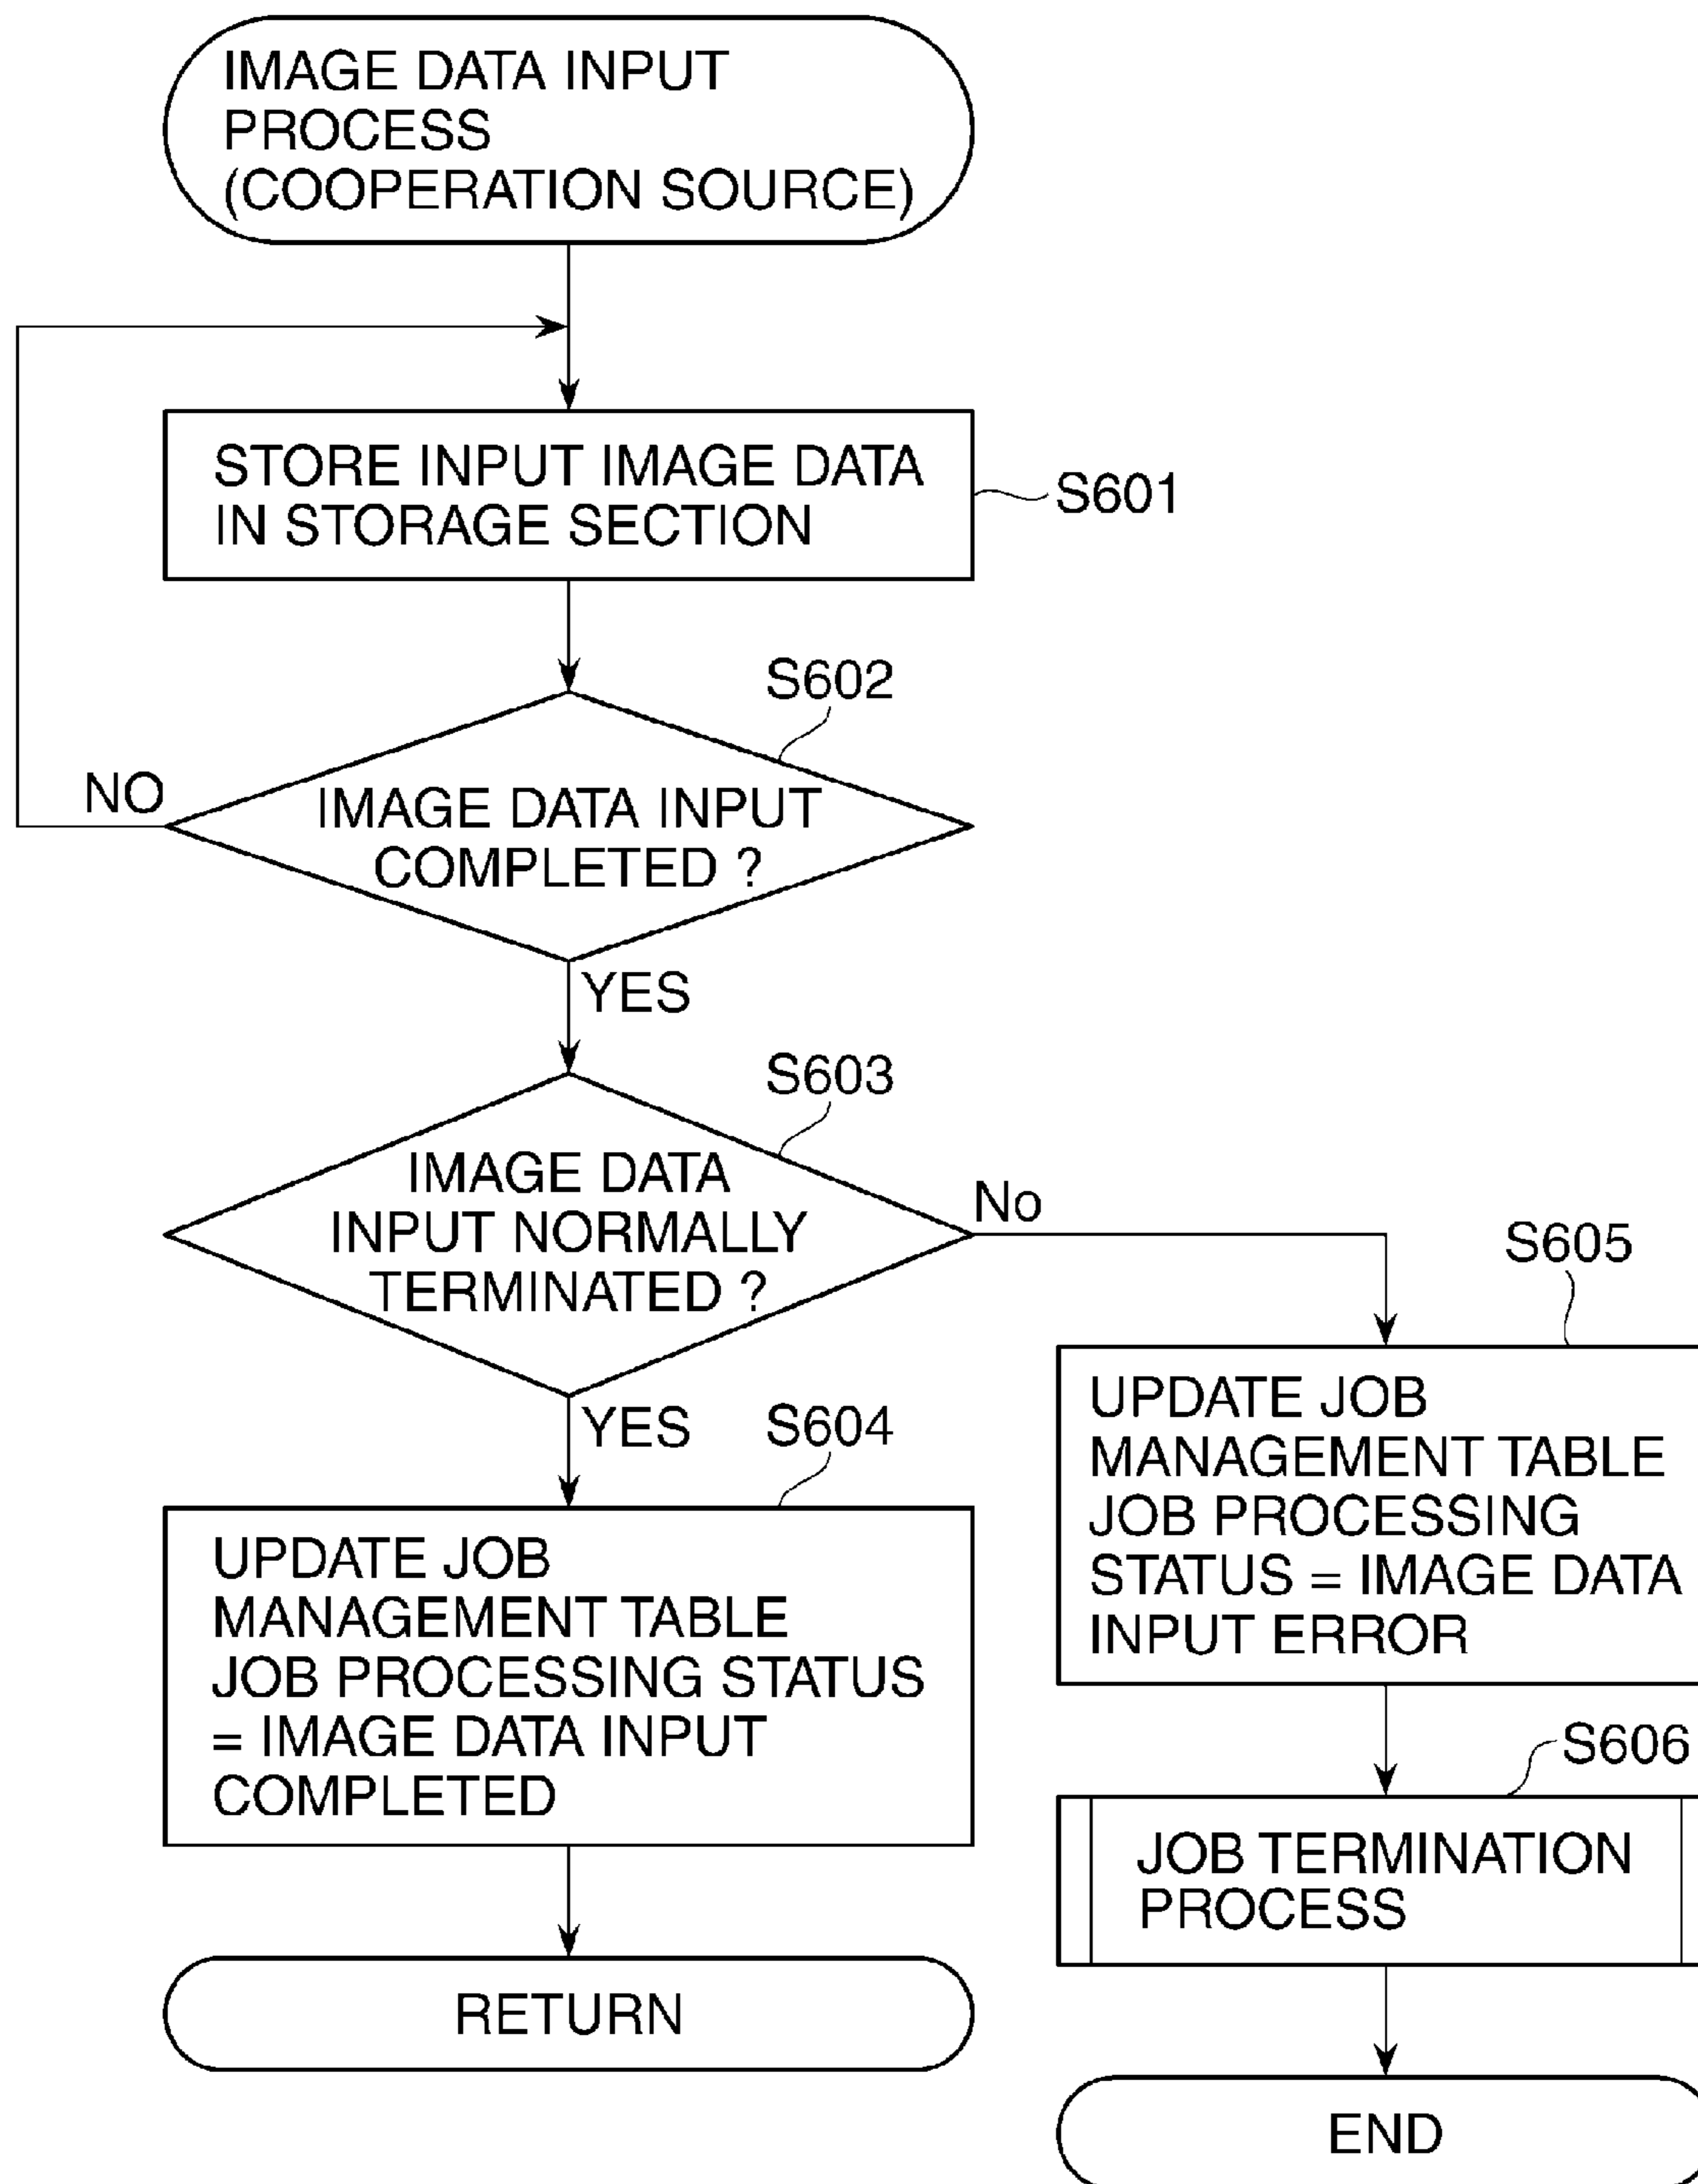 IMAGE DATA INPUT
PROCESS
(COOPERATION SOURCE)
STORE INPUT IMAGE DATA
IN STORAGE SECTION
S601
S602
NO
IMAGE DATA INPUT
COMPLETED ?
YES
S603
IMAGE DATA
INPUT NORMALLY
TERMINATED ?
No
YES
S604
UPDATE JOB
MANAGEMENT TABLE
JOB PROCESSING STATUS
= IMAGE DATA INPUT
COMPLETED
RETURN
S605
UPDATE JOB
MANAGEMENT TABLE
JOB PROCESSING
STATUS = IMAGE DATA
INPUT ERROR
S606
JOB TERMINATION
PROCESS
END